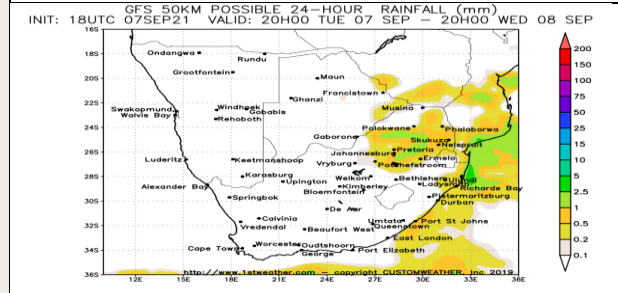 GFS 50KM POSSIBLE 24-HOUR RAINFALL (mm)
INIT: 18UTC 07SEP21 VALID: 20H00 TUE 07 SEP - 20H00 WED 08 SEP
16S
18S
20S
22S
24S
26S
28S
30S
32S
34S
36S
Ondangwa
Rundu
Grootfontein
Maun
Francistown
Ghanzi
Musina
Swakopmund
Windhoek
Gobabis
Walvis Bay
Rehoboth
Polokwane
Phalaborwa
Gaborone
Skukuza
Nelspruit
Johannesburg
Pretoria
Luderitz
Keetmanshoop
Vryburg
Ermelo
Potchefstroom
Karasburg
Upington
Welkom
Bethlehem
Ulundi
Alexander Bay
Kimberley
Ladysmith
Richards Bay
Bloemfontein
Springbok
Pietermaritzburg
Durban
De Aar
Calvinia
Umtata
Port St Johns
Vredendal
Beaufort West
Queenstown
East London
Cape Town
Worcester
Oudtshoorn
George
Port Elizabeth
http://www.1stweather.com - copyright CUSTOMWEATHER, Inc 2019
12E 15E 18E 21E 24E 27E 30E 33E 36E
200
150
100
75
50
25
15
10
5
2.5
1
0.5
0.2
0.1